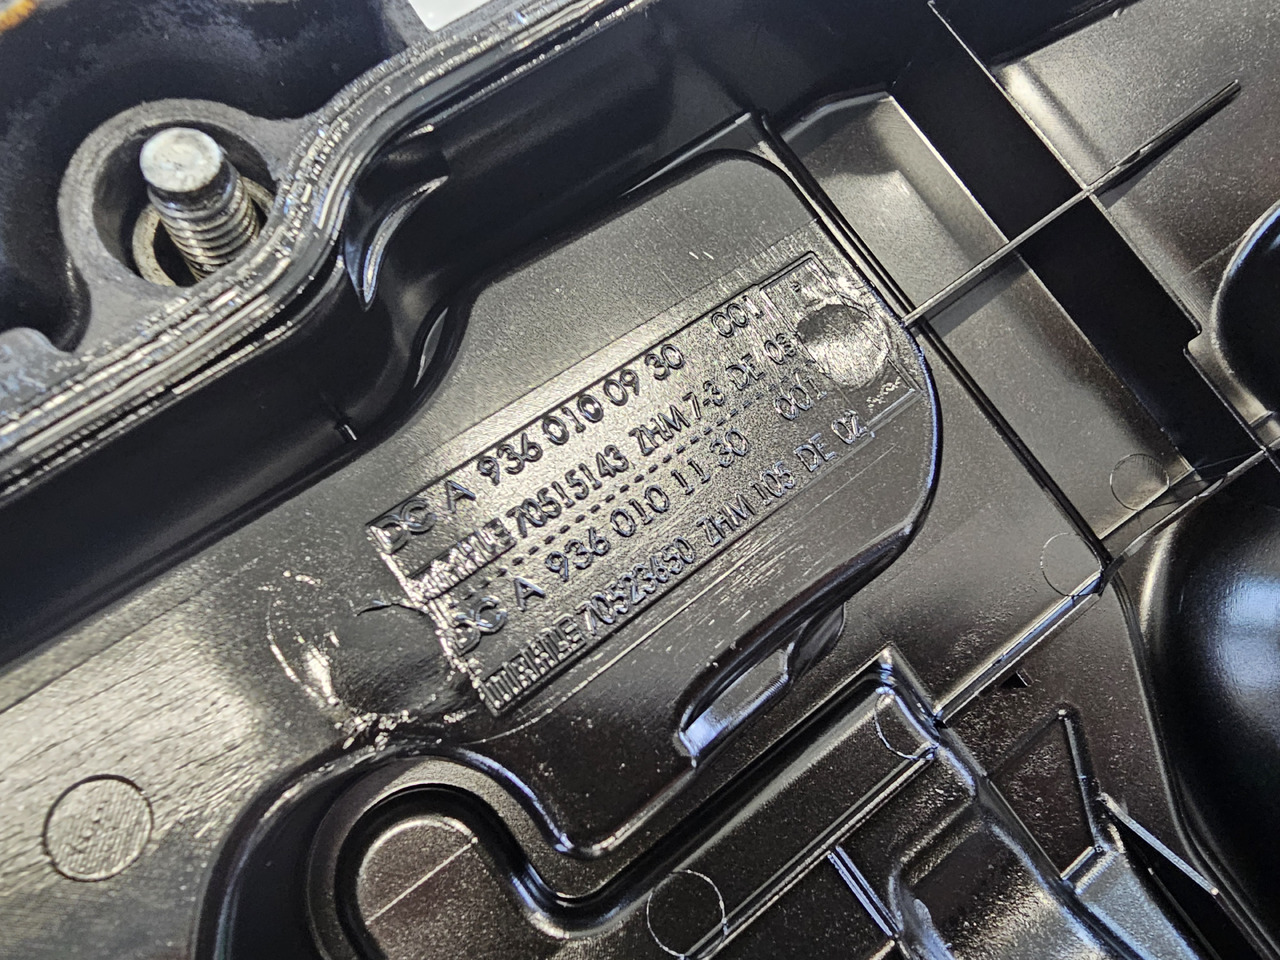 DC A 936 010 09 30 001
MAHLE 70515143 ZHM 7-3 DE 03
DC A 936 010 11 30 001
MAHLE 70523650 ZHM 105 DE 02